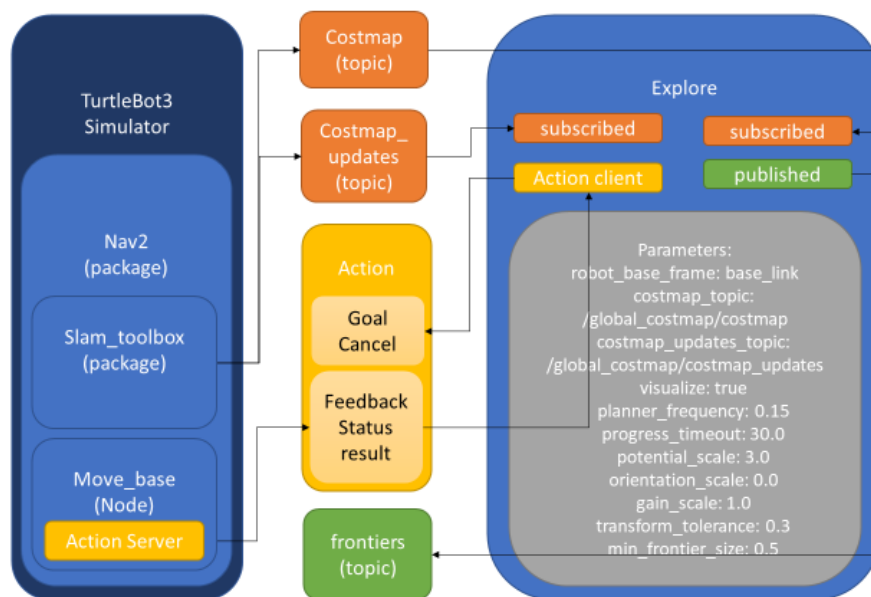 TurtleBot3
Simulator
Nav2
(package)
Slam_toolbox
(package)
Move_base
(Node)
Action Server
Costmap
(topic)
Costmap_
updates
(topic)
Action
Goal
Cancel
Feedback
Status
result
frontiers
(topic)
Explore
subscribed
subscribed
Action client
published
Parameters:
robot_base_frame: base_link
costmap_topic:
/global_costmap/costmap
costmap_updates_topic:
/global_costmap/costmap_updates
visualize: true
planner_frequency: 0.15
progress_timeout: 30.0
potential_scale: 3.0
orientation_scale: 0.0
gain_scale: 1.0
transform_tolerance: 0.3
min_frontier_size: 0.5